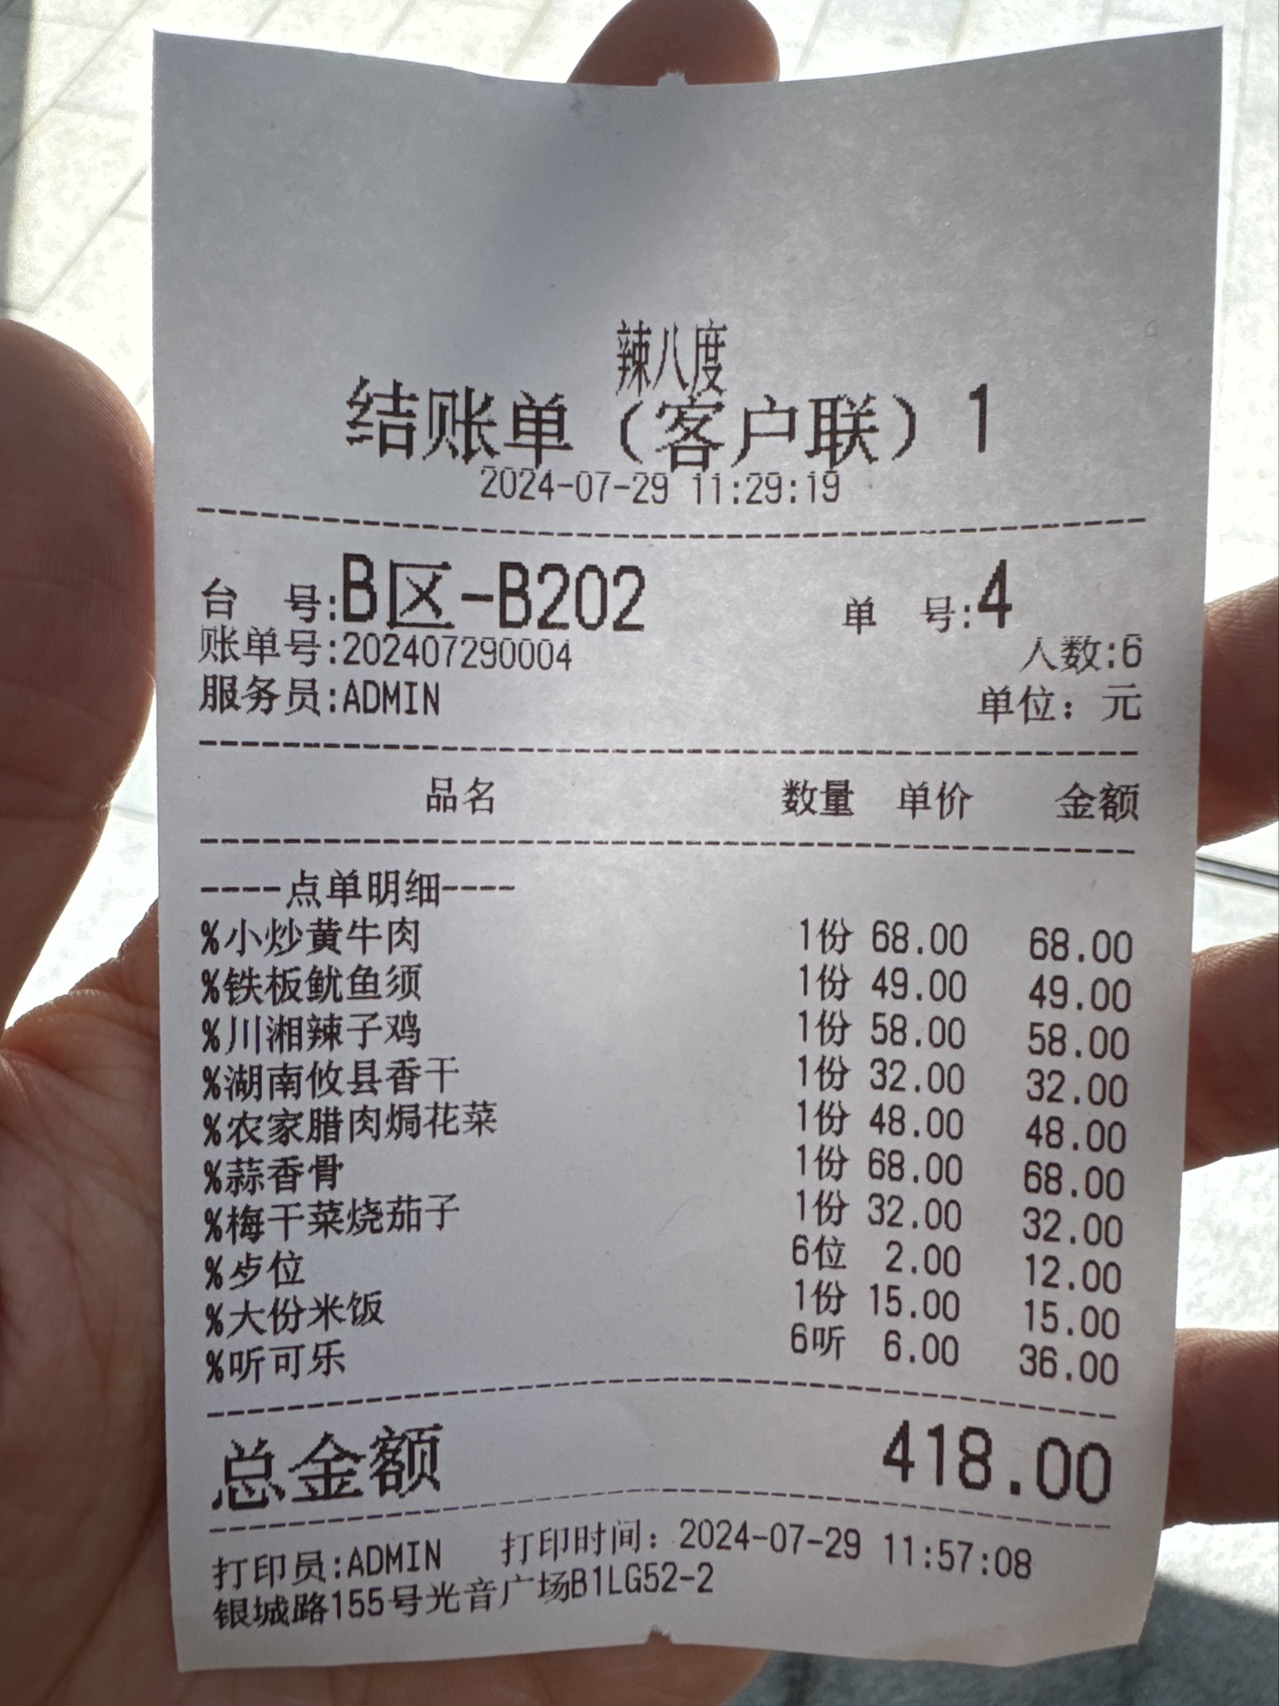 辣八度
结账单（客户联）1
2024-07-29 11:29:19
台 号:B区-B202 单 号:4
账单号:202407290004 人数:6
服务员:ADMIN 单位：元
品名 数量 单价 金额
----点单明细----
%小炒黄牛肉 1份 68.00 68.00
%铁板鱿鱼须 1份 49.00 49.00
%川湘辣子鸡 1份 58.00 58.00
%湖南攸县香干 1份 32.00 32.00
%农家腊肉焗花菜 1份 48.00 48.00
%蒜香骨 1份 68.00 68.00
%梅干菜烧茄子 1份 32.00 32.00
%歺位 6位 2.00 12.00
%大份米饭 1份 15.00 15.00
%听可乐 6听 6.00 36.00
总金额 418.00
打印员:ADMIN 打印时间：2024-07-29 11:57:08
银城路155号光音广场B1LG52-2